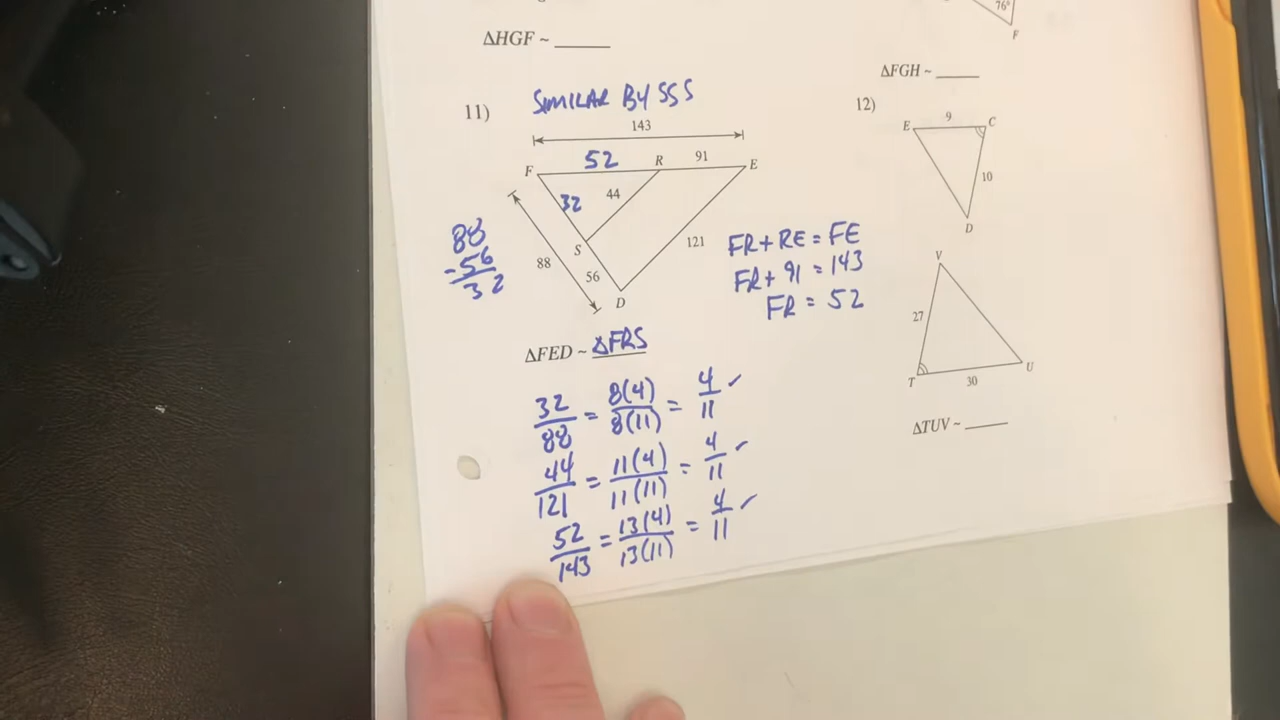 ΔHGF ~ ______
76°
F
11)
SIMILAR BY SSS
143
F
52
R
91
E
32
44
S
88
56
121
D
88
-56
32
FR + RE = FE
FR + 91 = 143
FR = 52
ΔFED ~ ΔFRS
32/88 = 8(4)/8(11) = 4/11 ✓
44/121 = 11(4)/11(11) = 4/11 ✓
52/143 = 13(4)/13(11) = 4/11 ✓
ΔFGH ~ ______
12)
E
9
C
10
D
V
27
T
30
U
ΔTUV ~ ______